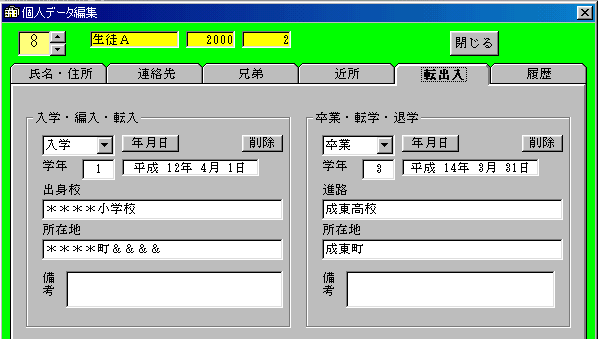 個人データ編集
8 生徒A 2000 2 閉じる
氏名・住所 連絡先 兄弟 近所 転出入 履歴
入学・編入・転入
入学 年月日 削除
学年 1 平成 12年 4月 1日
出身校
＊＊＊＊小学校
所在地
＊＊＊＊町＆＆＆＆
備考
卒業・転学・退学
卒業 年月日 削除
学年 3 平成 14年 3月 31日
進路
成東高校
所在地
成東町
備考